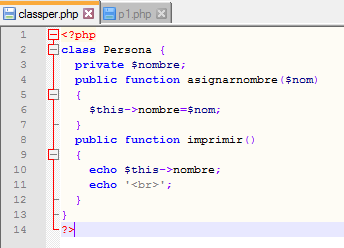 classper.php p1.php
1 <?php
2 class Persona {
3 private $nombre;
4 public function asignarnombre($nom)
5 {
6 $this->nombre=$nom;
7 }
8 public function imprimir()
9 {
10 echo $this->nombre;
11 echo '<br>';
12 }
13 }
14 ?>